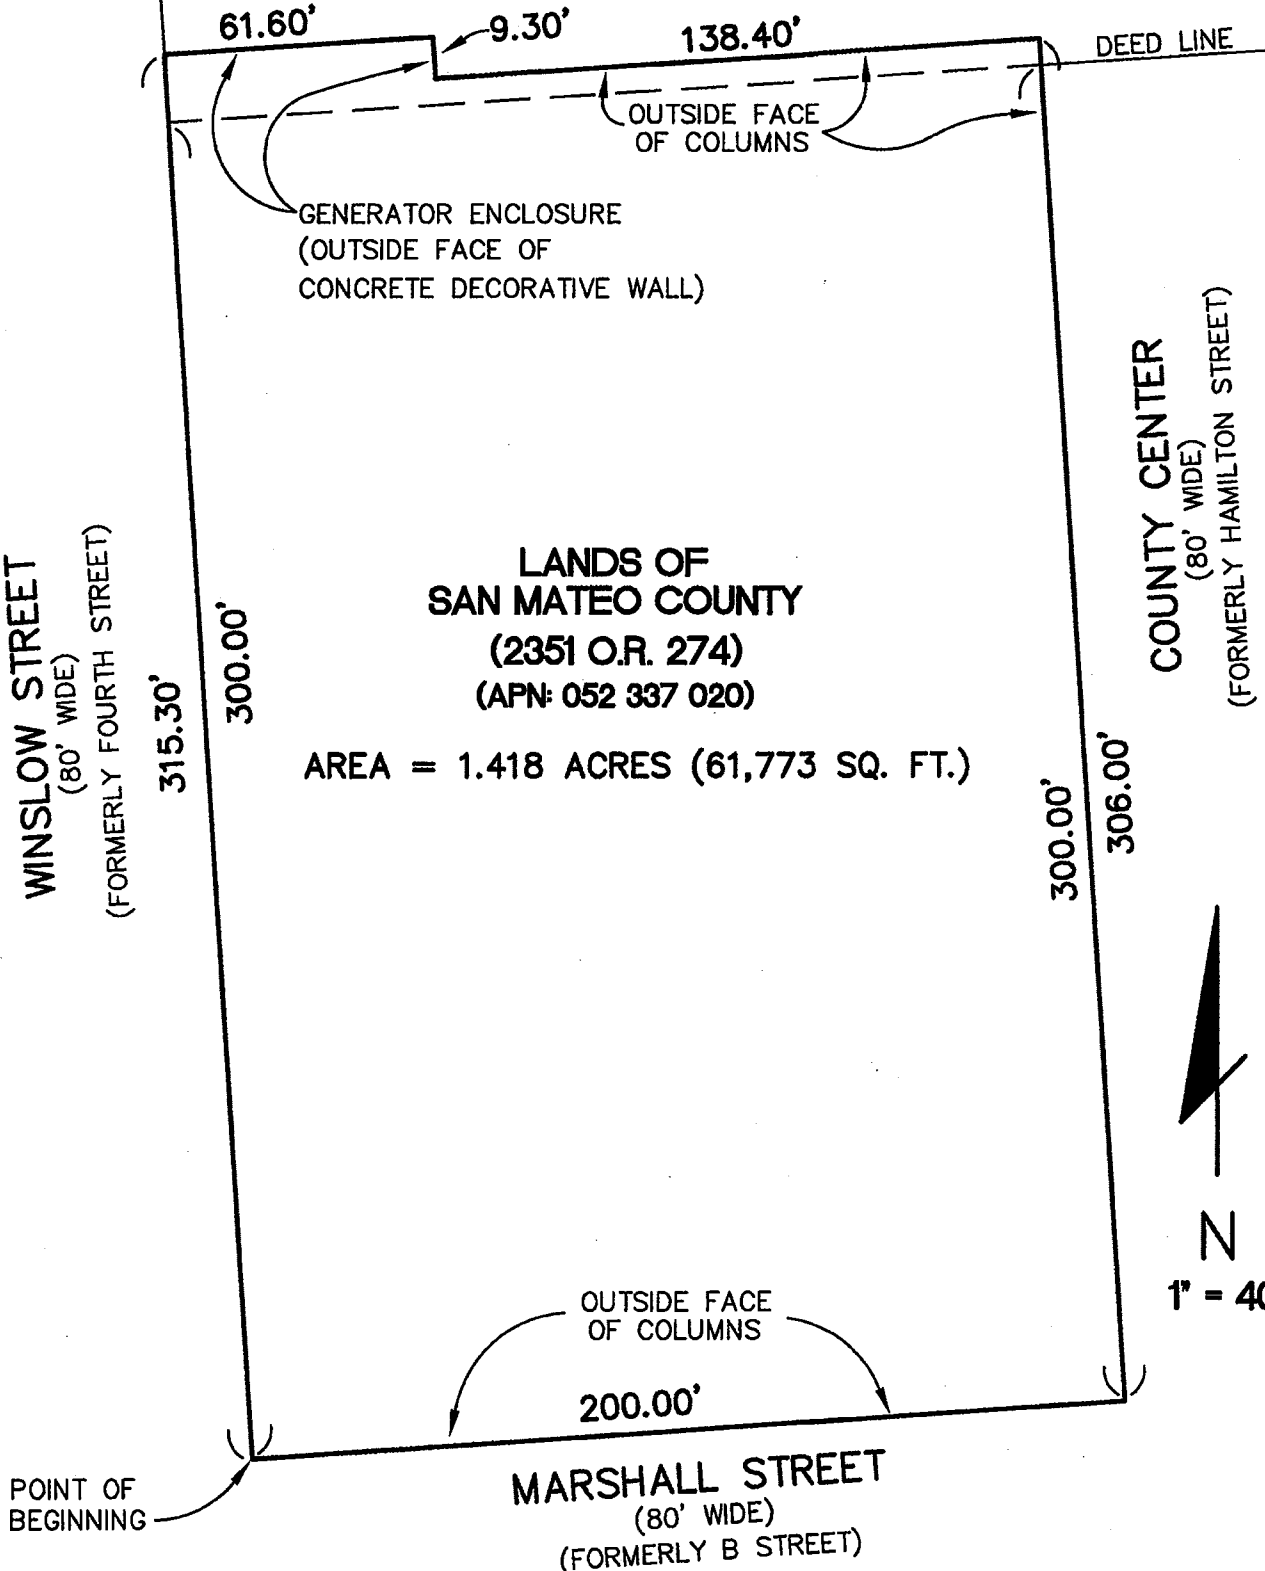 61.60'
9.30'
138.40'
DEED LINE
OUTSIDE FACE
OF COLUMNS
GENERATOR ENCLOSURE
(OUTSIDE FACE OF
CONCRETE DECORATIVE WALL)
WINSLOW STREET
(80' WIDE)
(FORMERLY FOURTH STREET)
315.30'
300.00'
LANDS OF
SAN MATEO COUNTY
(2351 O.R. 274)
(APN: 052 337 020)
AREA = 1.418 ACRES (61,773 SQ. FT.)
300.00'
306.00'
COUNTY CENTER
(80' WIDE)
(FORMERLY HAMILTON STREET)
N
1" = 40
OUTSIDE FACE
OF COLUMNS
200.00'
MARSHALL STREET
(80' WIDE)
(FORMERLY B STREET)
POINT OF
BEGINNING